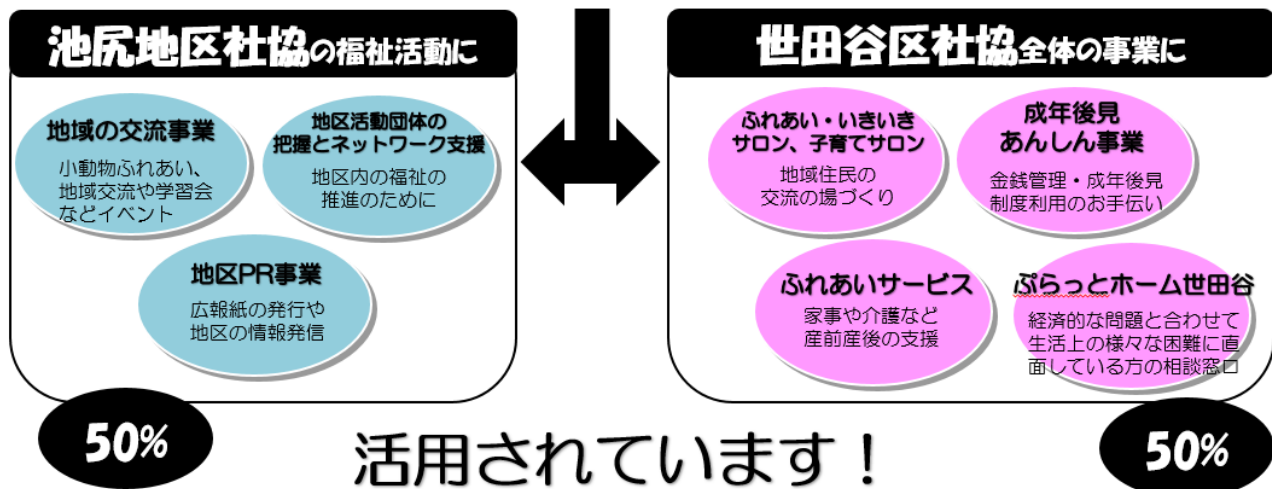 池尻地区社協の福祉活動に
地域の交流事業
小動物ふれあい、
地域交流や学習会
などイベント
地区活動団体の
把握とネットワーク支援
地区内の福祉の
推進のために
地区PR事業
広報紙の発行や
地区の情報発信
50%
世田谷区社協全体の事業に
ふれあい・いきいき
サロン、子育てサロン
地域住民の
交流の場づくり
成年後見
あんしん事業
金銭管理・成年後見
制度利用のお手伝い
ふれあいサービス
家事や介護など
産前産後の支援
ぷらっとホーム世田谷
経済的な問題と合わせて
生活上の様々な困難に直
面している方の相談窓口
50%
活用されています！